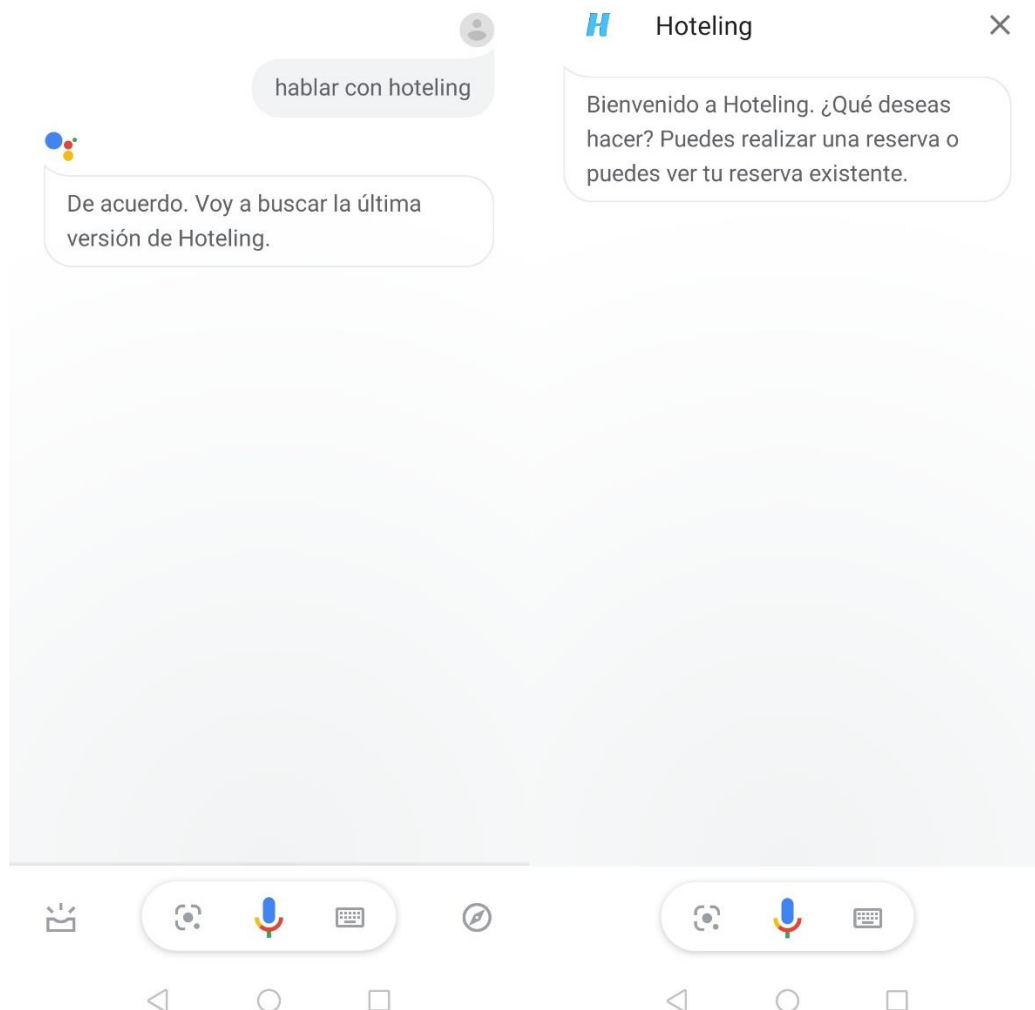 hablar con hoteling
De acuerdo. Voy a buscar la última
versión de Hoteling.
H Hoteling
Bienvenido a Hoteling. ¿Qué deseas
hacer? Puedes realizar una reserva o
puedes ver tu reserva existente.